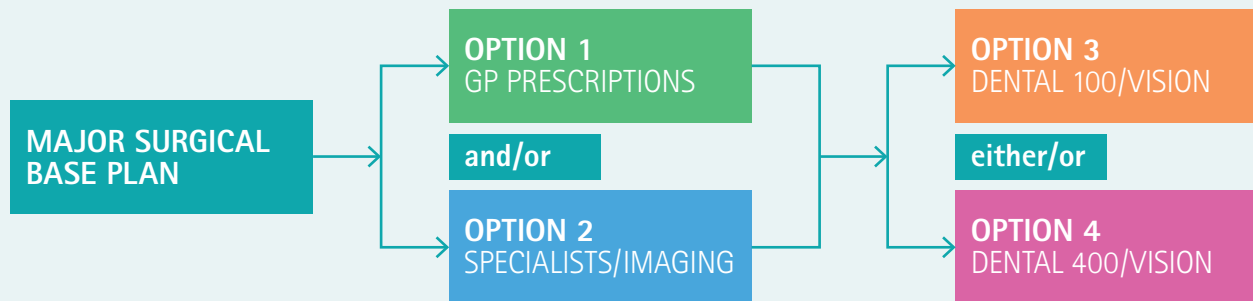 MAJOR SURGICAL
BASE PLAN
OPTION 1
GP PRESCRIPTIONS
and/or
OPTION 2
SPECIALISTS/IMAGING
OPTION 3
DENTAL 100/VISION
either/or
OPTION 4
DENTAL 400/VISION